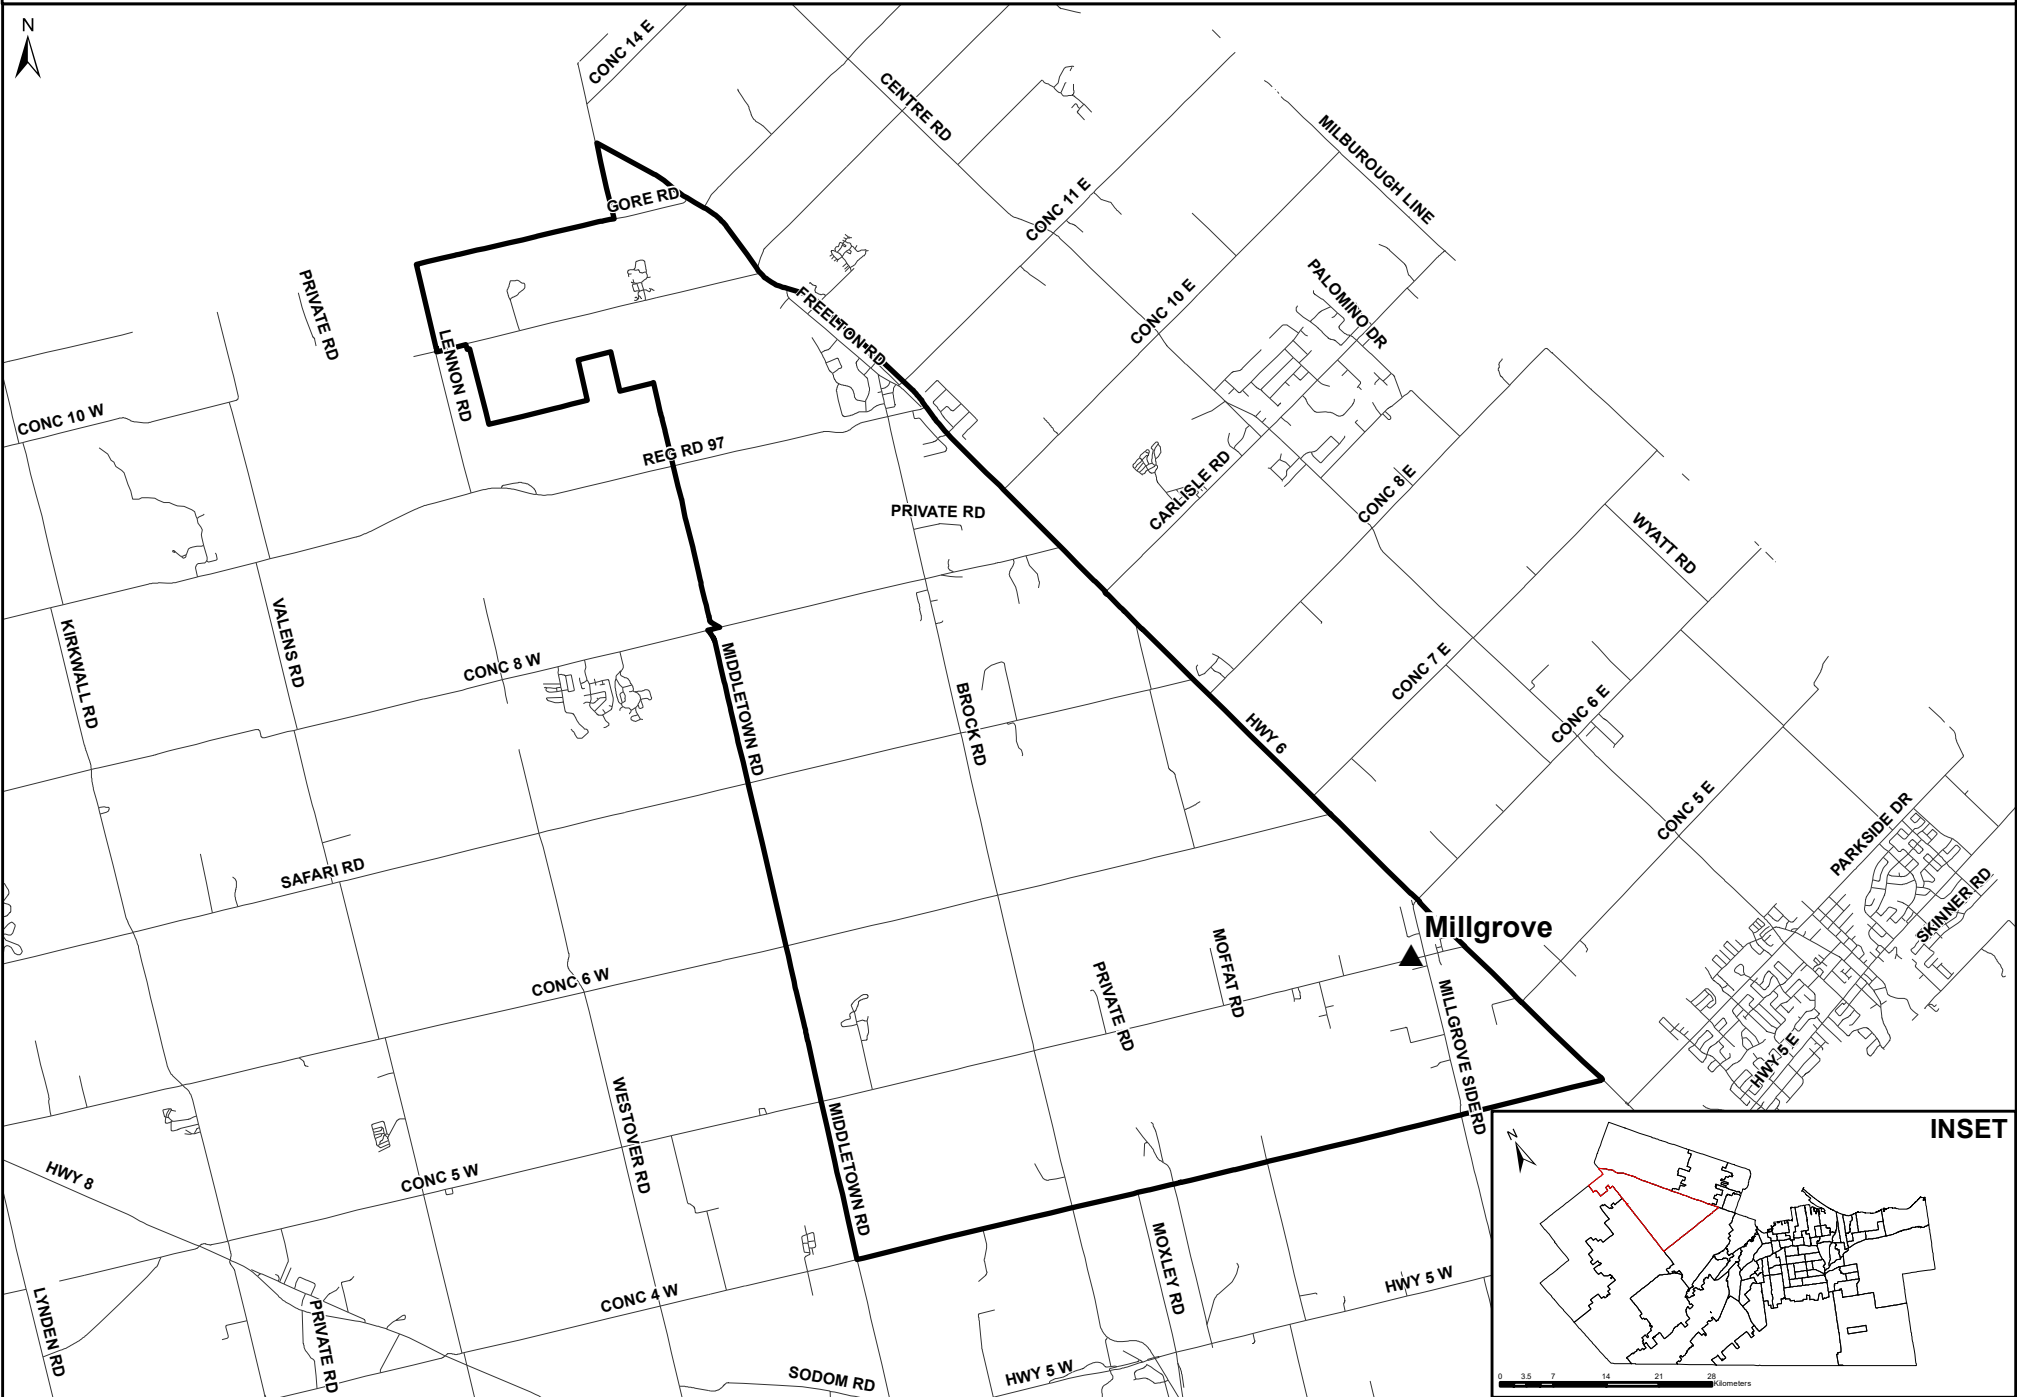 N
CONC 14 E
CENTRE RD
MILBUROUGH LINE
GORE RD
CONC 11 E
PRIVATE RD
LENNON RD
FREELTON RD
CONC 10 E
PALOMINO DR
CONC 10 W
REG RD 97
PRIVATE RD
CARLISLE RD
CONC 8 E
WYATT RD
KIRKWALL RD
VALENS RD
CONC 8 W
MIDDLETOWN RD
BROCK RD
HWY 6
CONC 7 E
CONC 6 E
CONC 5 E
PARKSIDE DR
SKINNER RD
SAFARI RD
Millgrove
CONC 6 W
PRIVATE RD
MOFFAT RD
MILLGROVE SIDERD
HWY 5 E
HWY 8
CONC 5 W
WESTOVER RD
MIDDLETOWN RD
MOXLEY RD
LYNDEN RD
PRIVATE RD
CONC 4 W
SODOM RD
HWY 5 W
HWY 5 W
INSET
N
0 3.5 7 14 21 28
Kilometers